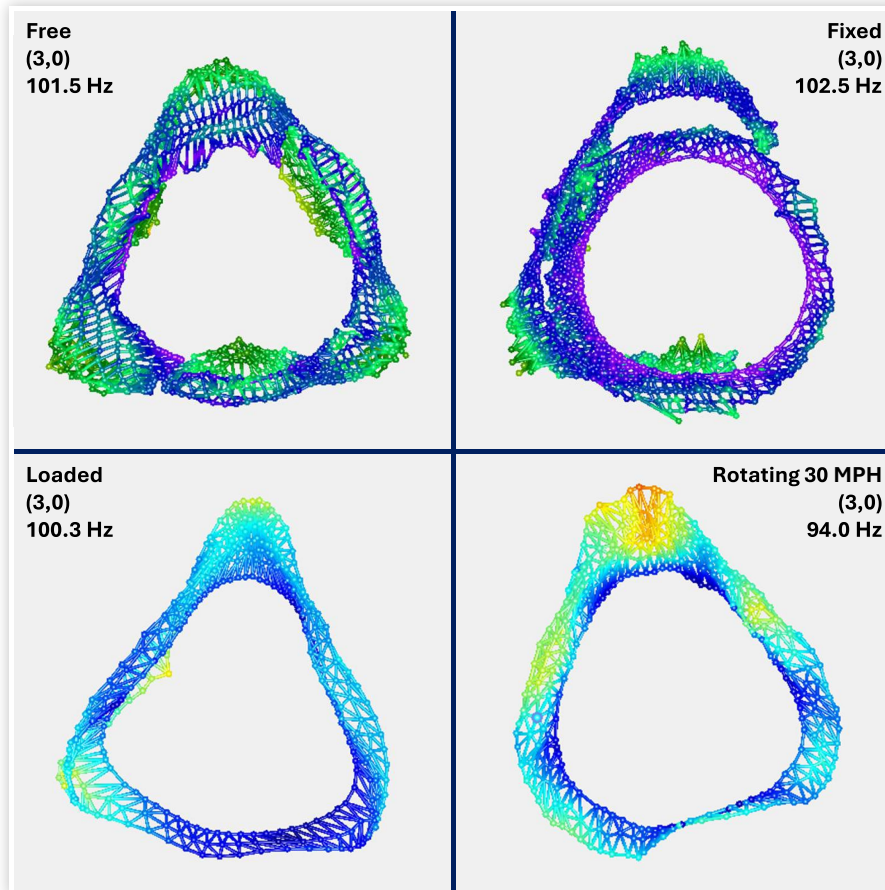 Free
(3,0)
101.5 Hz
Fixed
(3,0)
102.5 Hz
Loaded
(3,0)
100.3 Hz
Rotating 30 MPH
(3,0)
94.0 Hz